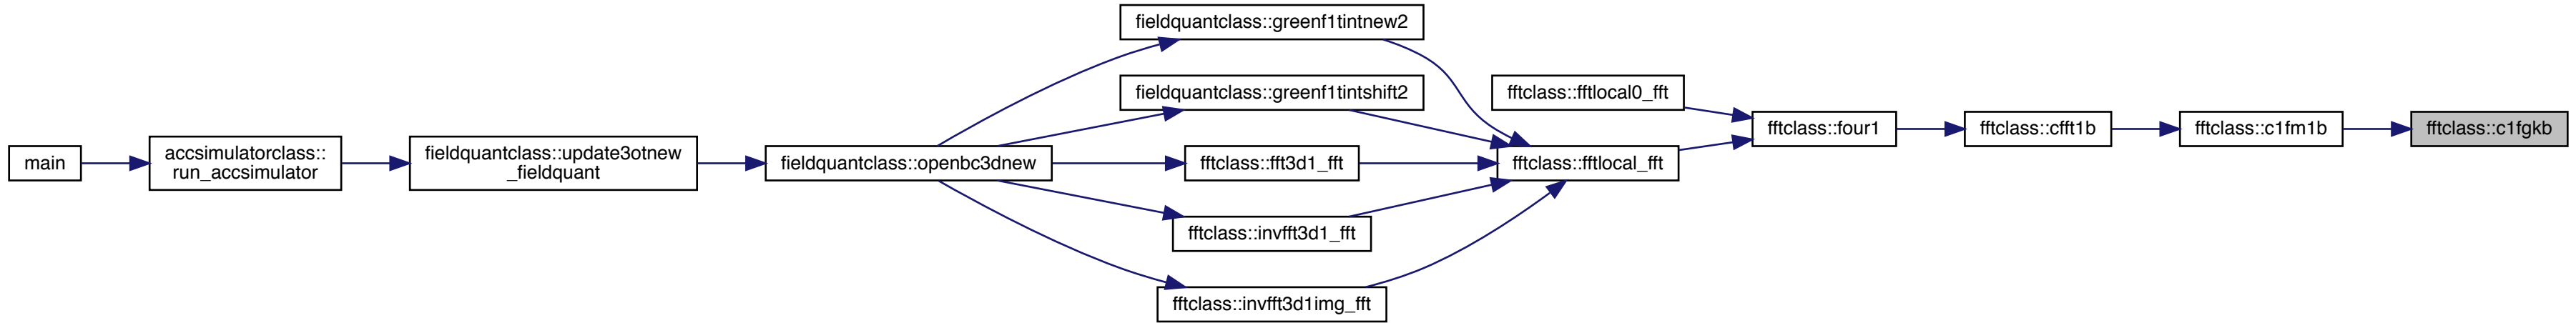 main
accsimulatorclass::
run_accsimulator
fieldquantclass::update3otnew
_fieldquant
fieldquantclass::openbc3dnew
fieldquantclass::greenf1tintnew2
fieldquantclass::greenf1tintshift2
fftclass::fft3d1_fft
fftclass::invfft3d1_fft
fftclass::invfft3d1img_fft
fftclass::fftlocal0_fft
fftclass::fftlocal_fft
fftclass::four1
fftclass::cfft1b
fftclass::c1fm1b
fftclass::c1fgkb